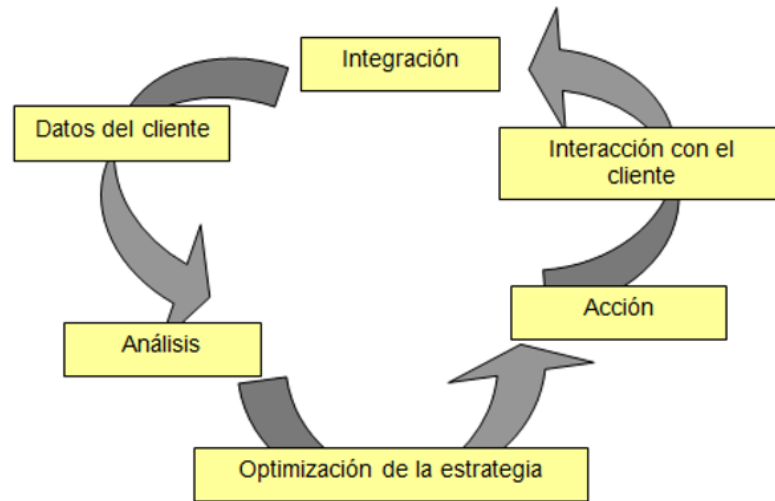 Integración
Datos del cliente
Interacción con el
cliente
Acción
Análisis
Optimización de la estrategia